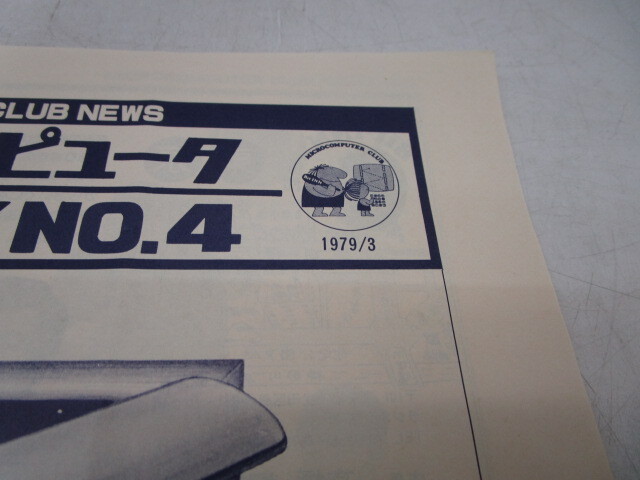 CLUB NEWS
ピュータ
NO.4
MICROCOMPUTER CLUB
1979/3